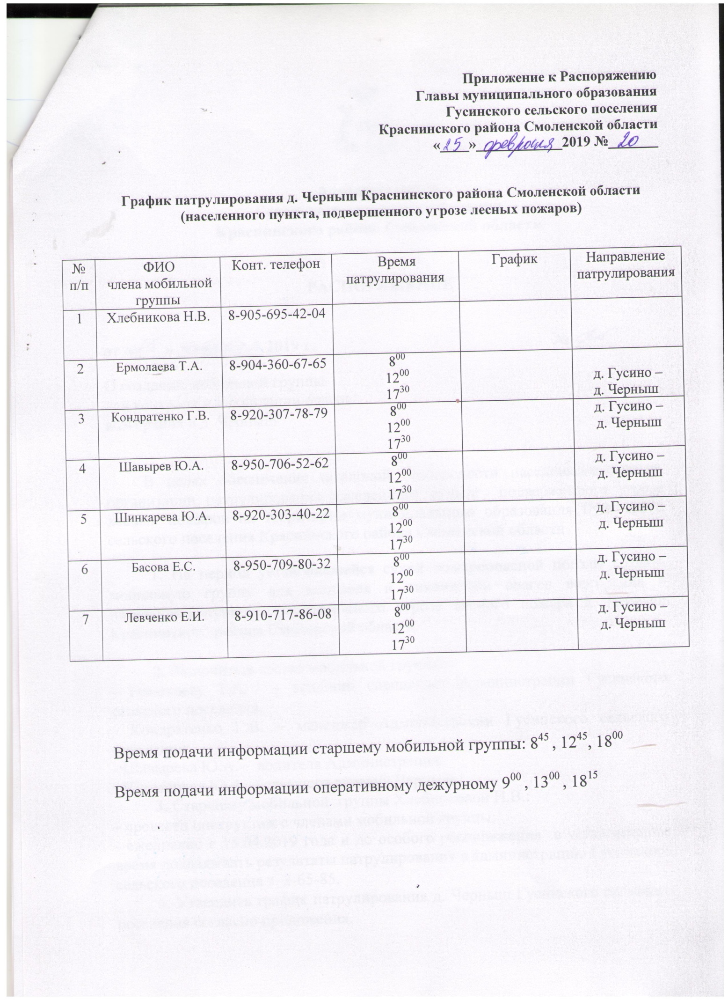 Приложение к Распоряжению
Главы муниципального образования
Гусинского сельского поселения
Краснинского района Смоленской области
«25» февраля 2019 № 20
График патрулирования д. Черныш Краснинского района Смоленской области
(населенного пункта, подвершенного угрозе лесных пожаров)
№ п/п | ФИО члена мобильной группы | Конт. телефон | Время патрулирования | График | Направление патрулирования
1 | Хлебникова Н.В. | 8-905-695-42-04 | | |
2 | Ермолаева Т.А. | 8-904-360-67-65 | 8⁰⁰ 12⁰⁰ 17³⁰ | | д. Гусино – д. Черныш
3 | Кондратенко Г.В. | 8-920-307-78-79 | 8⁰⁰ 12⁰⁰ 17³⁰ | | д. Гусино – д. Черныш
4 | Шавырев Ю.А. | 8-950-706-52-62 | 8⁰⁰ 12⁰⁰ 17³⁰ | | д. Гусино – д. Черныш
5 | Шинкарева Ю.А. | 8-920-303-40-22 | 8⁰⁰ 12⁰⁰ 17³⁰ | | д. Гусино – д. Черныш
6 | Басова Е.С. | 8-950-709-80-32 | 8⁰⁰ 12⁰⁰ 17³⁰ | | д. Гусино – д. Черныш
7 | Левченко Е.И. | 8-910-717-86-08 | 8⁰⁰ 12⁰⁰ 17³⁰ | | д. Гусино – д. Черныш
Время подачи информации старшему мобильной группы: 8⁴⁵ , 12⁴⁵, 18⁰⁰
Время подачи информации оперативному дежурному 9⁰⁰ , 13⁰⁰ , 18¹⁵